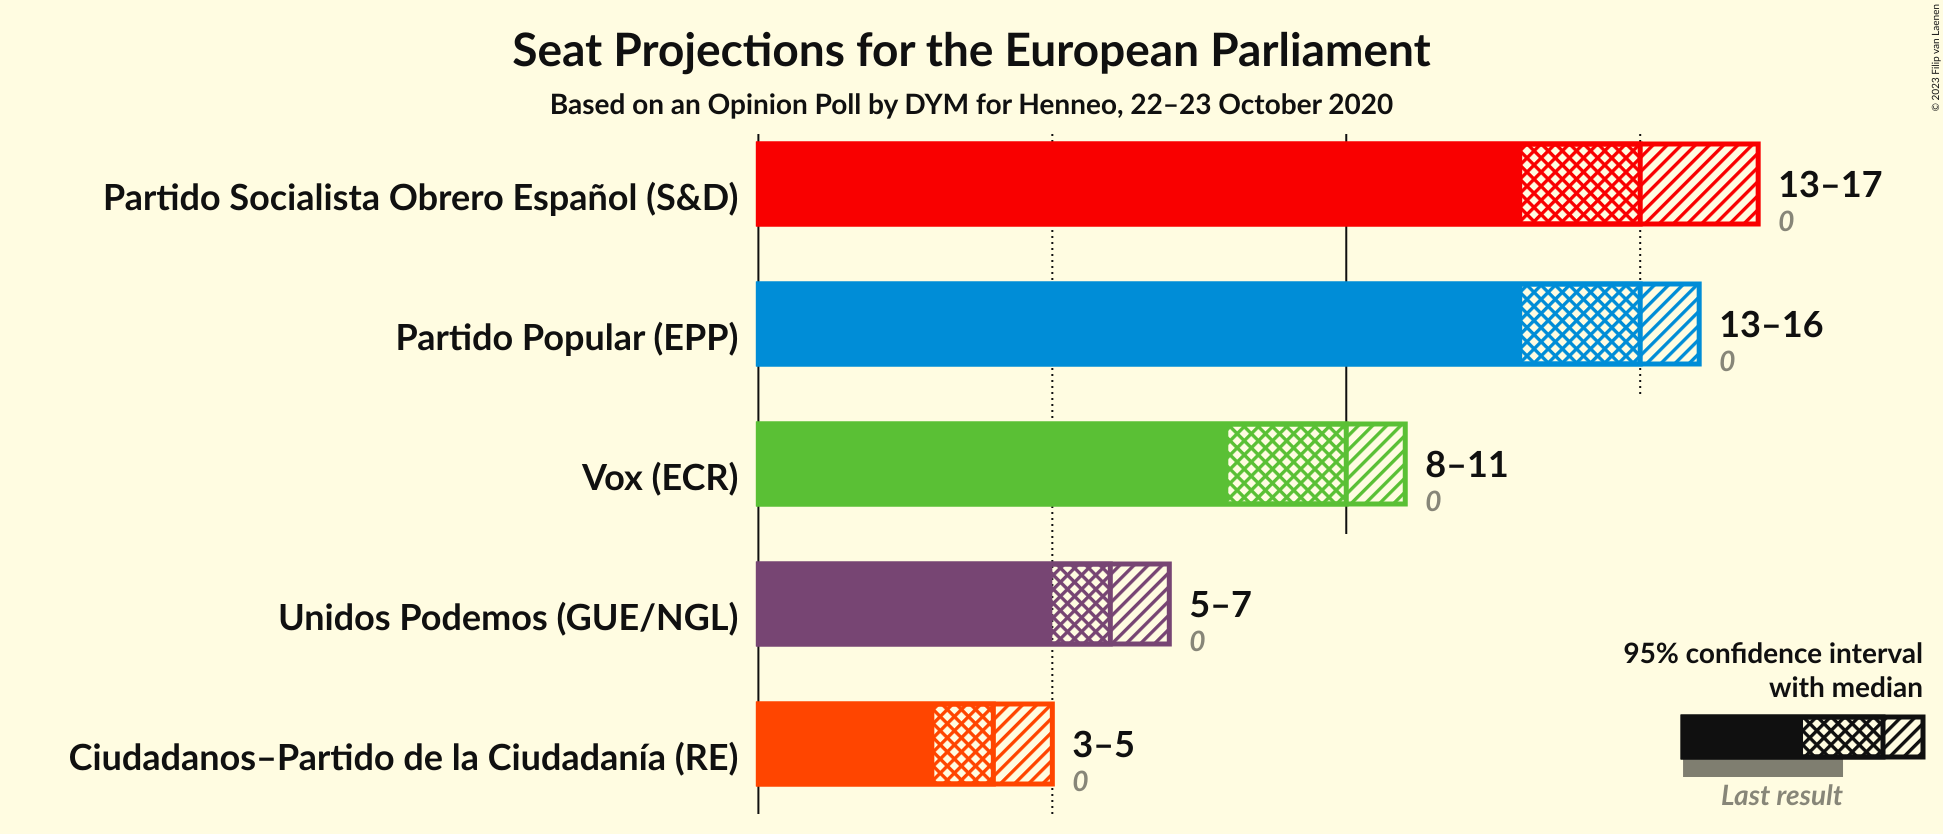 Seat Projections for the European Parliament
Based on an Opinion Poll by DYM for Henneo, 22–23 October 2020
© 2023 Filip van Laenen
Partido Socialista Obrero Español (S&D)
13–17
0
Partido Popular (EPP)
13–16
0
Vox (ECR)
8–11
0
Unidos Podemos (GUE/NGL)
5–7
0
Ciudadanos–Partido de la Ciudadanía (RE)
3–5
0
95% confidence interval
with median
Last result